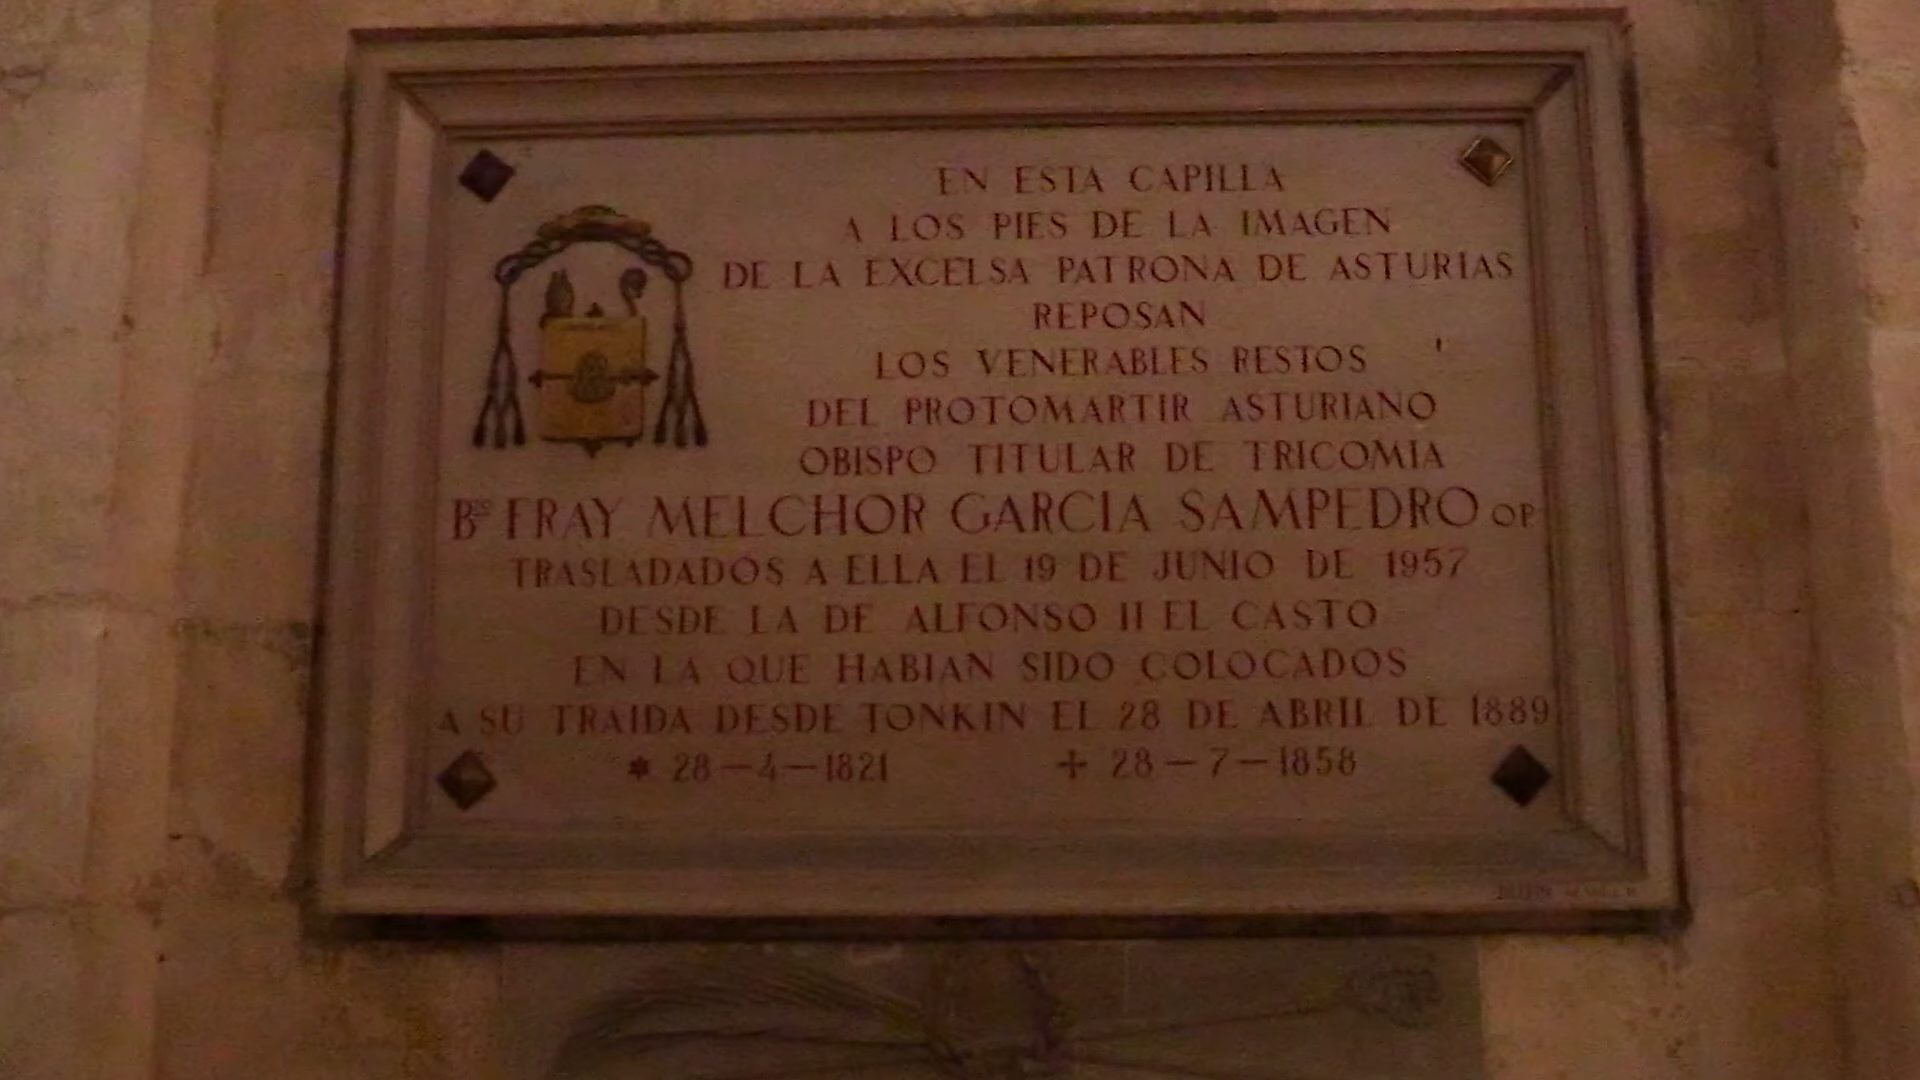 EN ESTA CAPILLA
A LOS PIES DE LA IMAGEN
DE LA EXCELSA PATRONA DE ASTURIAS
REPOSAN
LOS VENERABLES RESTOS
DEL PROTOMARTIR ASTURIANO
OBISPO TITULAR DE TRICOMIA
Bᵗᵒ FRAY MELCHOR GARCIA SAMPEDRO OP
TRASLADADOS A ELLA EL 19 DE JUNIO DE 1957
DESDE LA DE ALFONSO II EL CASTO
EN LA QUE HABIAN SIDO COLOCADOS
A SU TRAIDA DESDE TONKIN EL 28 DE ABRIL DE 1889
* 28-4-1821 + 28-7-1858